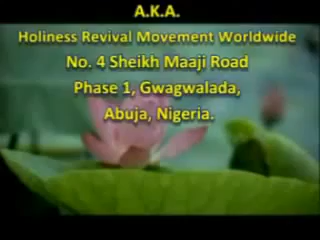 A.K.A.
Holiness Revival Movement Worldwide
No. 4 Sheikh Maaji Road
Phase 1, Gwagwalada,
Abuja, Nigeria.